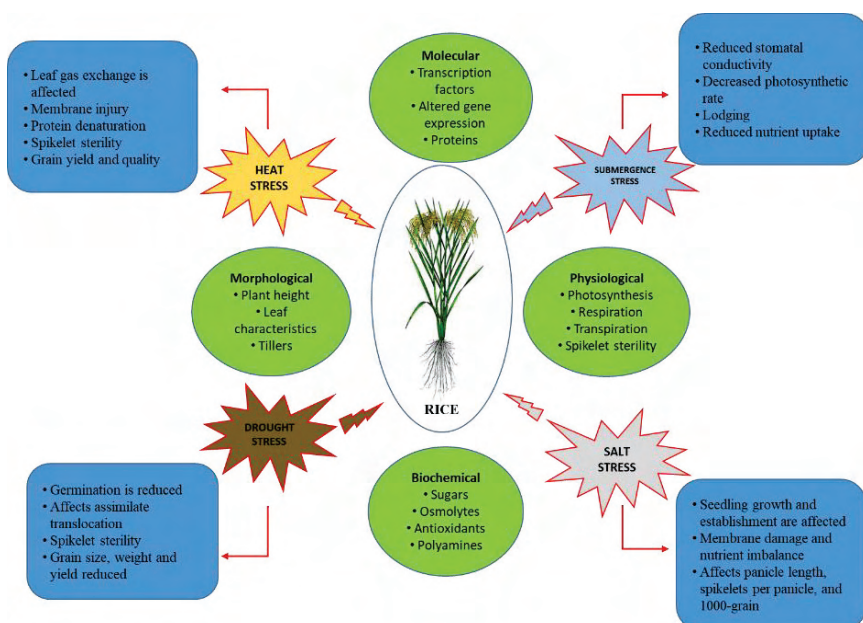 • Leaf gas exchange is
affected
• Membrane injury
• Protein denaturation
• Spikelet sterility
• Grain yield and quality
HEAT
STRESS
Molecular
• Transcription
factors
• Altered gene
expression
• Proteins
• Reduced stomatal
conductivity
• Decreased photosynthetic
rate
• Lodging
• Reduced nutrient uptake
SUBMERGENCE
STRESS
Morphological
• Plant height
• Leaf
characteristics
• Tillers
RICE
Physiological
• Photosynthesis
• Respiration
• Transpiration
• Spikelet sterility
DROUGHT
STRESS
• Germination is reduced
• Affects assimilate
translocation
• Spikelet sterility
• Grain size, weight and
yield reduced
Biochemical
• Sugars
• Osmolytes
• Antioxidants
• Polyamines
SALT
STRESS
• Seedling growth and
establishment are affected
• Membrane damage and
nutrient imbalance
• Affects panicle length,
spikelets per panicle, and
1000-grain